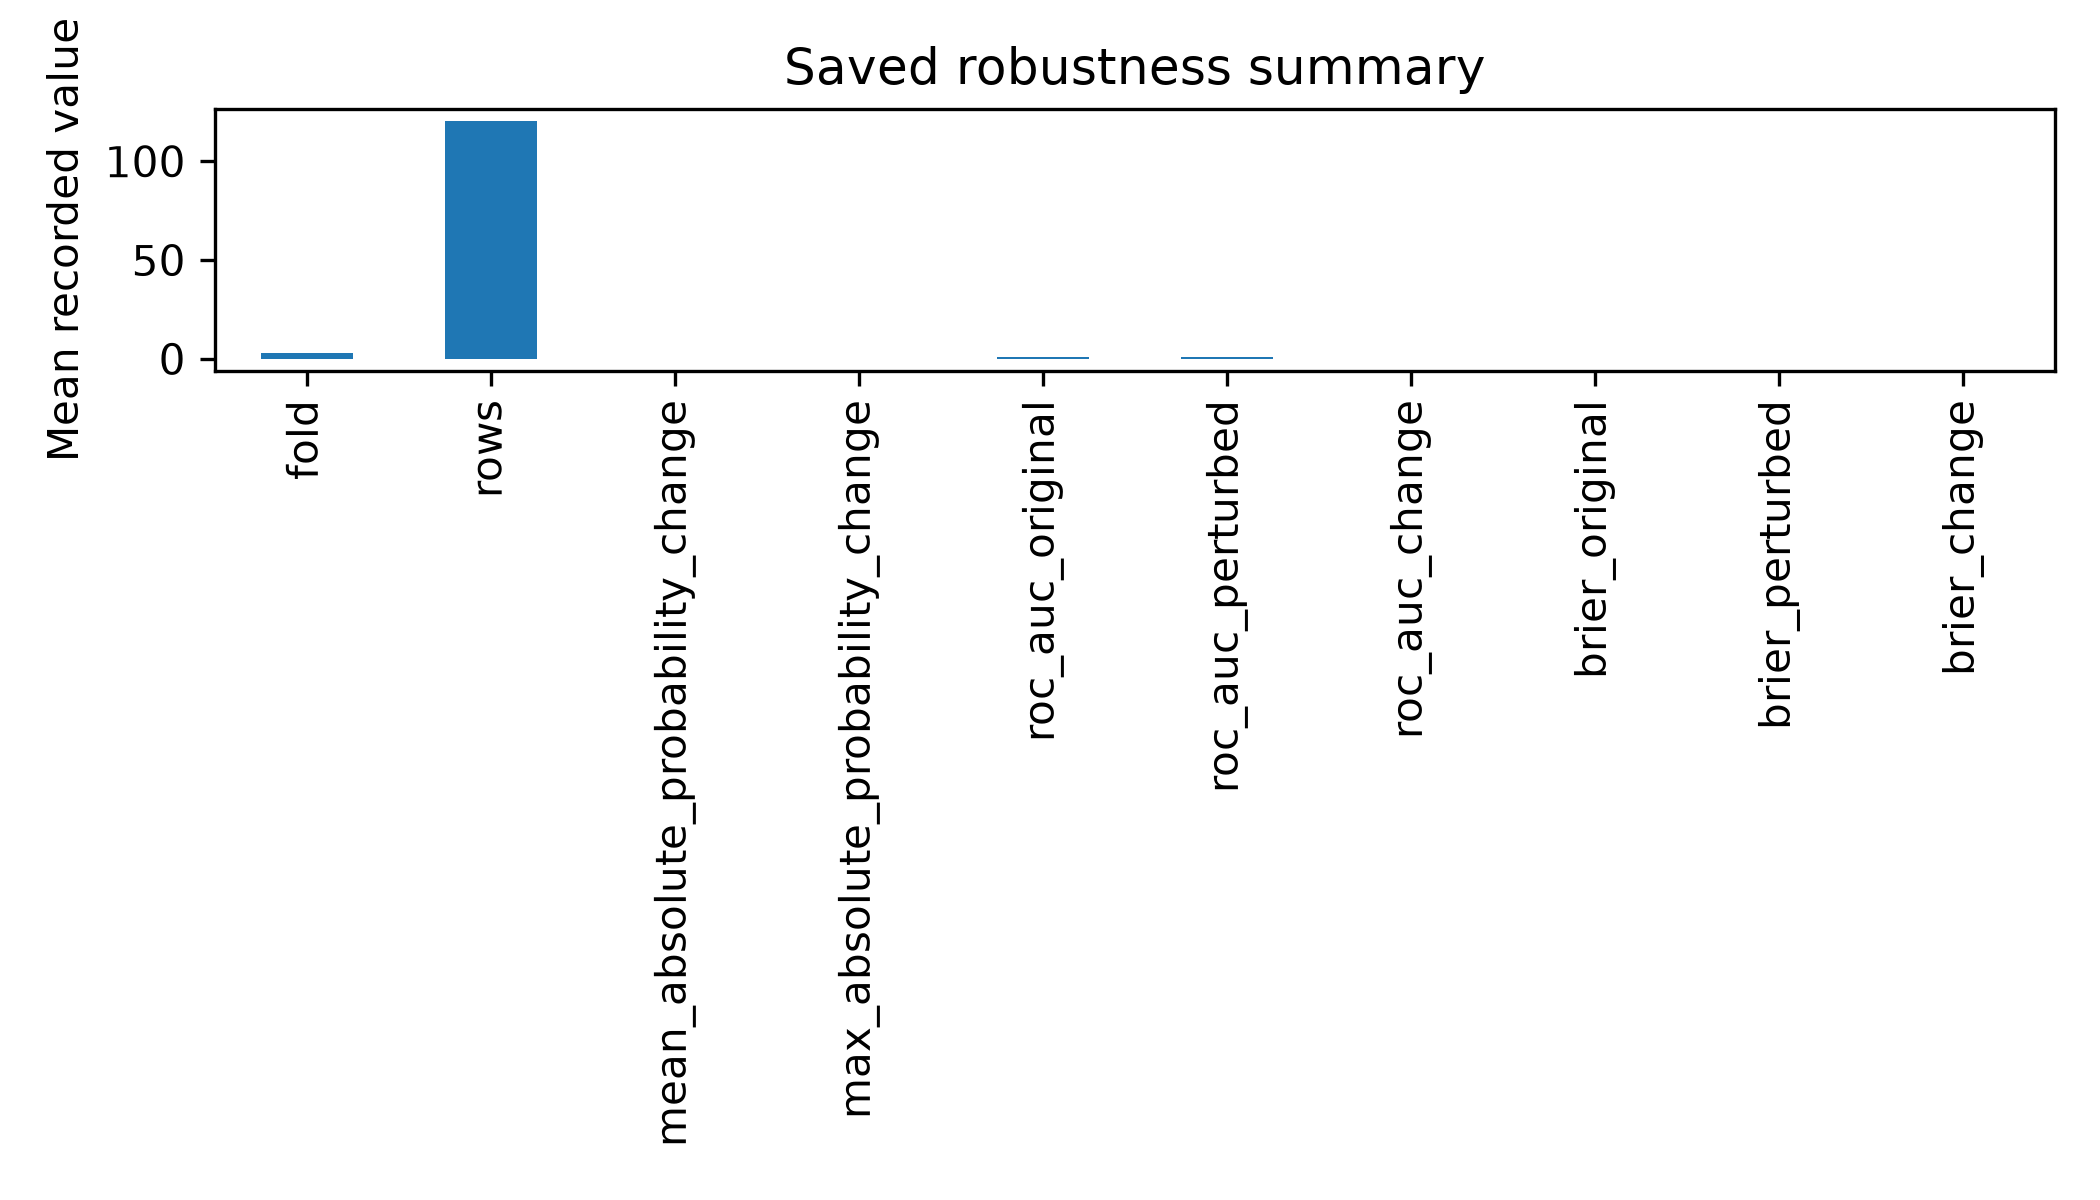 Saved robustness summary
Mean recorded value
100
50
0
fold
rows
mean_absolute_probability_change
max_absolute_probability_change
roc_auc_original
roc_auc_perturbed
roc_auc_change
brier_original
brier_perturbed
brier_change